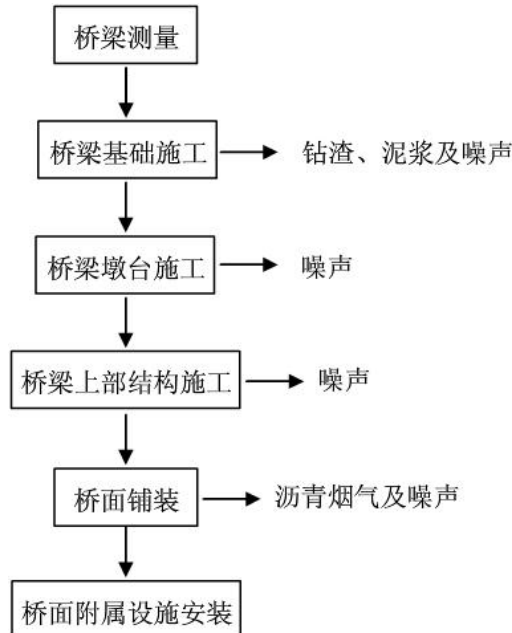 桥梁测量
桥梁基础施工
钻渣、泥浆及噪声
桥梁墩台施工
噪声
桥梁上部结构施工
噪声
桥面铺装
沥青烟气及噪声
桥面附属设施安装